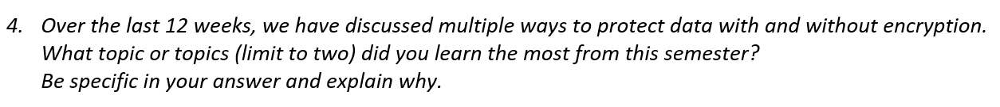 4. Over the last 12 weeks, we have discussed multiple ways to protect data with and without encryption.
What topic or topics (limit to two) did you learn the most from this semester?
Be specific in your answer and explain why.